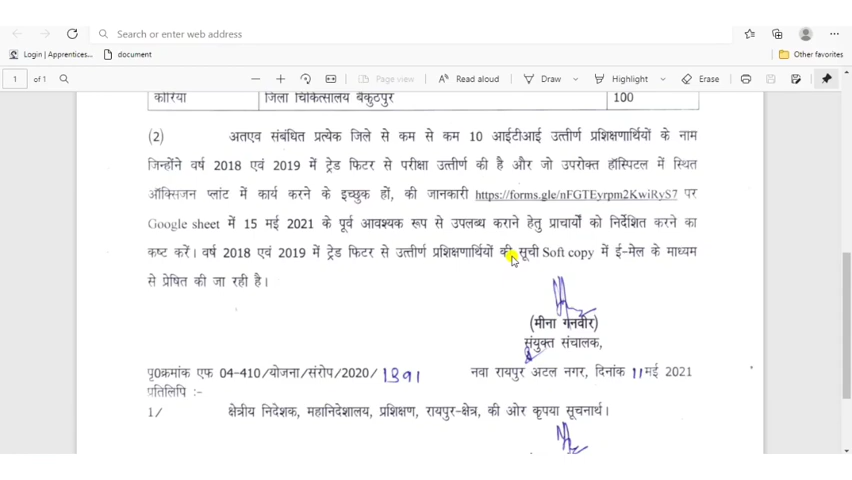 Search or enter web address
Login | Apprentices...
document
Other favorites
1 of 1
Page view
Read aloud
Draw
Highlight
Erase
कोरिया जिला चिकित्सालय बैकुंठपुर 100
(2) अतएव संबंधित प्रत्येक जिले से कम से कम 10 आईटीआई उत्तीर्ण प्रशिक्षणार्थियों के नाम
जिन्होंने वर्ष 2018 एवं 2019 में ट्रेड फिटर से परीक्षा उत्तीर्ण की है और जो उपरोक्त हॉस्पिटल में स्थित
ऑक्सिजन प्लांट में कार्य करने के इच्छुक हों, की जानकारी https://forms.gle/nFGTEyrpm2KwiRyS7 पर
Google sheet में 15 मई 2021 के पूर्व आवश्यक रूप से उपलब्ध कराने हेतु प्राचार्यों को निर्देशित करने का
कष्ट करें। वर्ष 2018 एवं 2019 में ट्रेड फिटर से उत्तीर्ण प्रशिक्षणार्थियों की सूची Soft copy में ई-मेल के माध्यम
से प्रेषित की जा रही है।
(मीना गनवीर)
संयुक्त संचालक,
पृ0क्रमांक एफ 04-410/योजना/संरोप/2020/1391 नवा रायपुर अटल नगर, दिनांक 11 मई 2021
प्रतिलिपि :-
1/ क्षेत्रीय निदेशक, महानिदेशालय, प्रशिक्षण, रायपुर-क्षेत्र, की ओर कृपया सूचनार्थ।